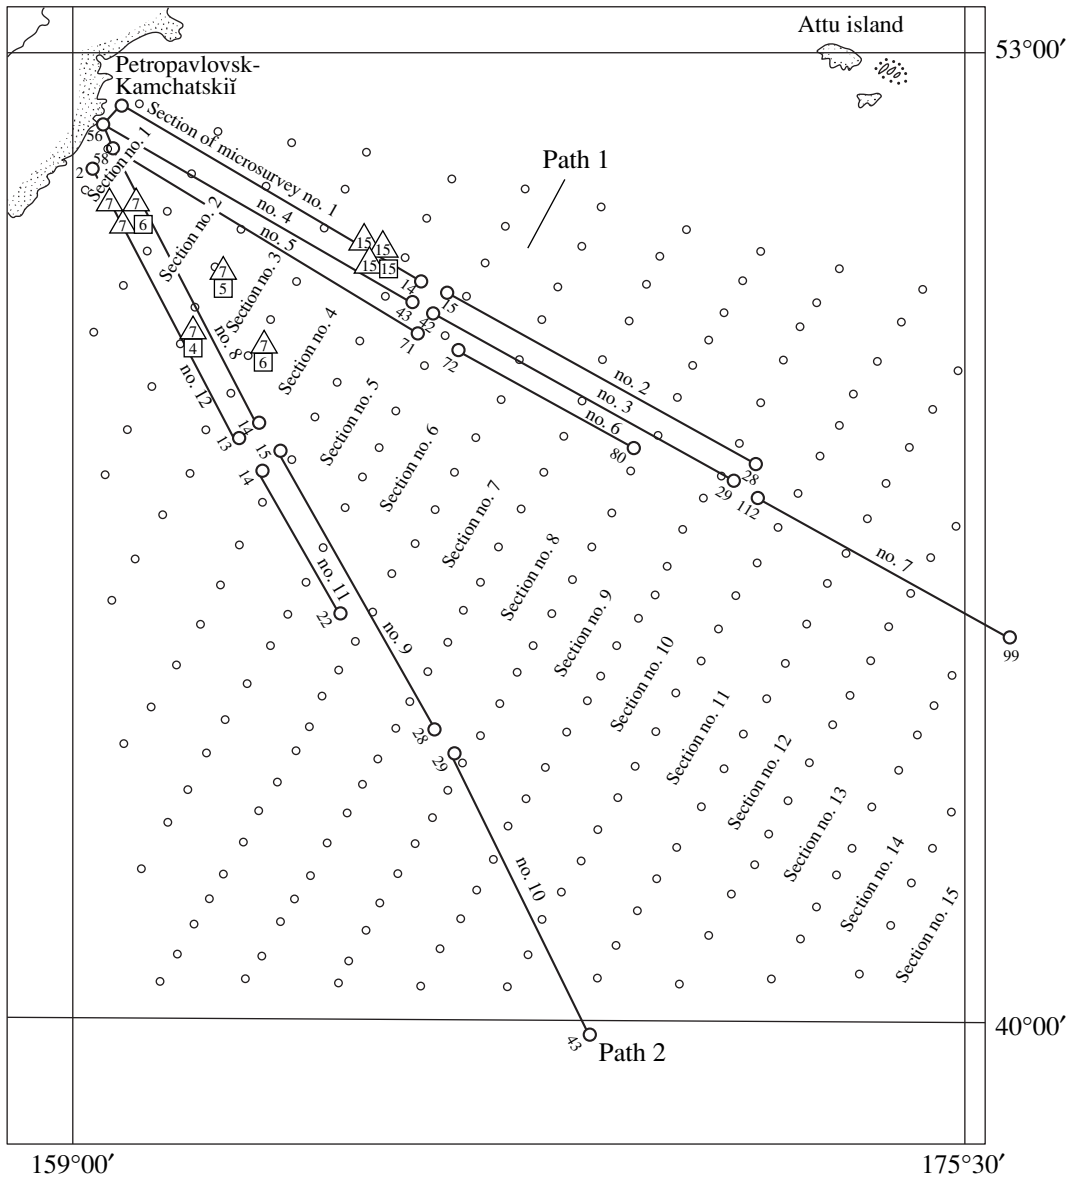 Attu island
53°00′
Petropavlovsk-
Kamchatskiĭ
56
58
2
Section no. 1
Section of microsurvey no. 1
Path 1
no. 4
no. 5
7
7
7
6
15
15
15
15
Section no. 2
Section no. 3
7
5
14
43
15
42
71
72
7
4
no. 8
7
6
Section no. 4
no. 12
Section no. 5
no. 2
no. 3
no. 6
80
28
29
112
13
14
15
14
Section no. 6
Section no. 7
Section no. 8
no. 7
99
no. 11
22
no. 9
Section no. 9
Section no. 10
Section no. 11
28
29
Section no. 12
Section no. 13
no. 10
Section no. 14
Section no. 15
43
Path 2
40°00′
159°00′
175°30′